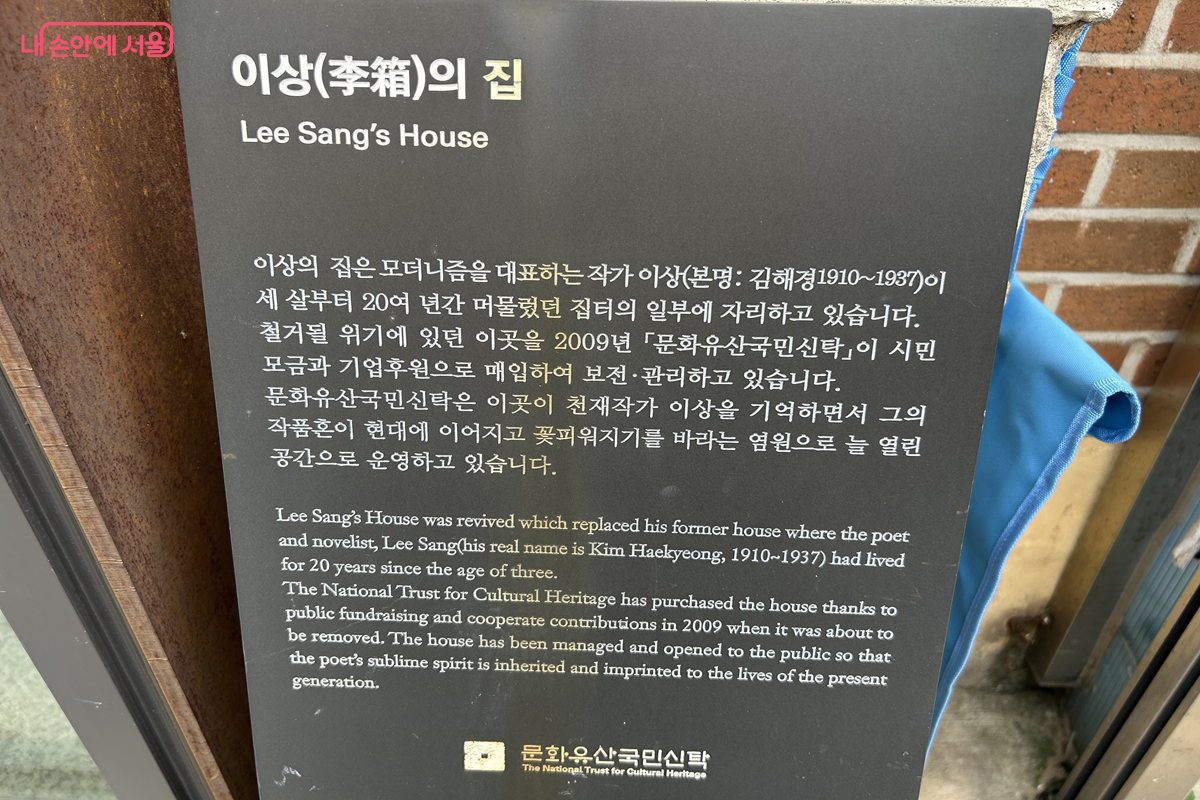 내 손안에 서울
이상(李箱)의 집
Lee Sang's House
이상의 집은 모더니즘을 대표하는 작가 이상(본명: 김해경1910~1937)이
세 살부터 20여 년간 머물렀던 집터의 일부에 자리하고 있습니다.
철거될 위기에 있던 이곳을 2009년 「문화유산국민신탁」이 시민
모금과 기업후원으로 매입하여 보전·관리하고 있습니다.
문화유산국민신탁은 이곳이 천재작가 이상을 기억하면서 그의
작품혼이 현대에 이어지고 꽃피워지기를 바라는 염원으로 늘 열린
공간으로 운영하고 있습니다.
Lee Sang's House was revived which replaced his former house where the poet
and novelist, Lee Sang(his real name is Kim Haekyeong, 1910~1937) had lived
for 20 years since the age of three.
The National Trust for Cultural Heritage has purchased the house thanks to
public fundraising and cooperate contributions in 2009 when it was about to
be removed. The house has been managed and opened to the public so that
the poet's sublime spirit is inherited and imprinted to the lives of the present
generation.
문화유산국민신탁
The National Trust for Cultural Heritage